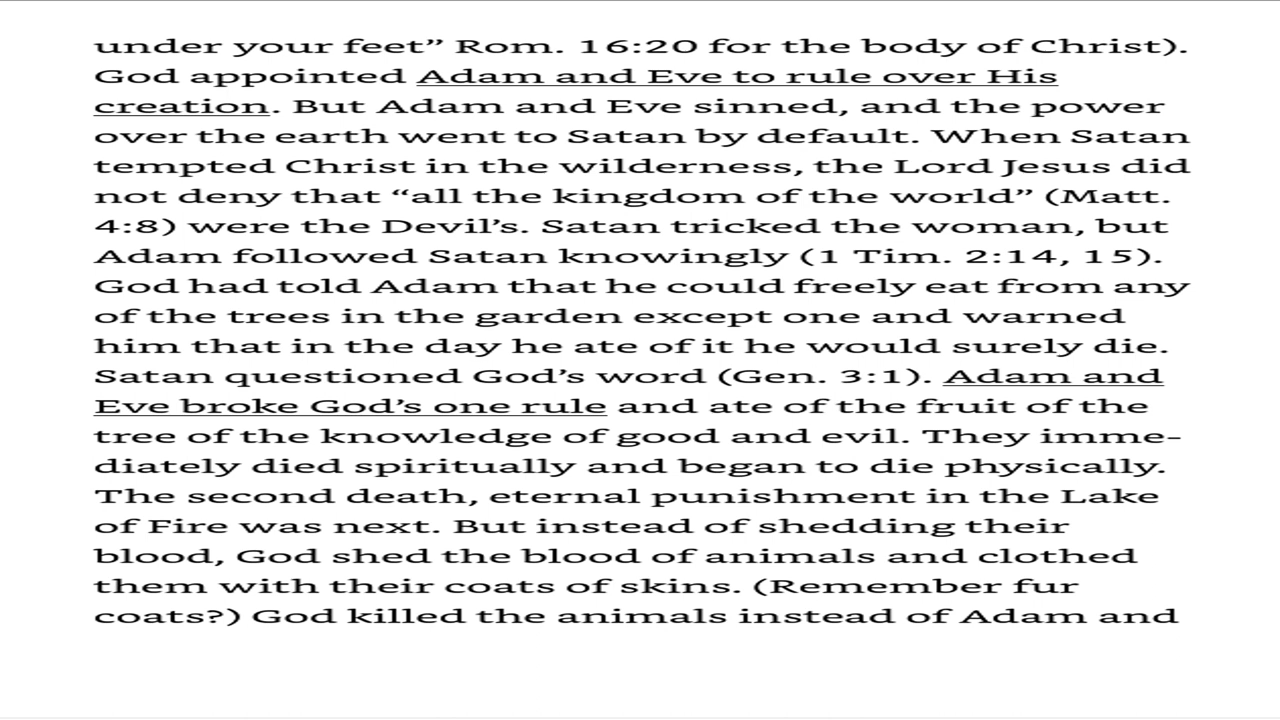 under your feet” Rom. 16:20 for the body of Christ).
God appointed Adam and Eve to rule over His
creation. But Adam and Eve sinned, and the power
over the earth went to Satan by default. When Satan
tempted Christ in the wilderness, the Lord Jesus did
not deny that “all the kingdom of the world” (Matt.
4:8) were the Devil’s. Satan tricked the woman, but
Adam followed Satan knowingly (1 Tim. 2:14, 15).
God had told Adam that he could freely eat from any
of the trees in the garden except one and warned
him that in the day he ate of it he would surely die.
Satan questioned God’s word (Gen. 3:1). Adam and
Eve broke God’s one rule and ate of the fruit of the
tree of the knowledge of good and evil. They imme-
diately died spiritually and began to die physically.
The second death, eternal punishment in the Lake
of Fire was next. But instead of shedding their
blood, God shed the blood of animals and clothed
them with their coats of skins. (Remember fur
coats?) God killed the animals instead of Adam and